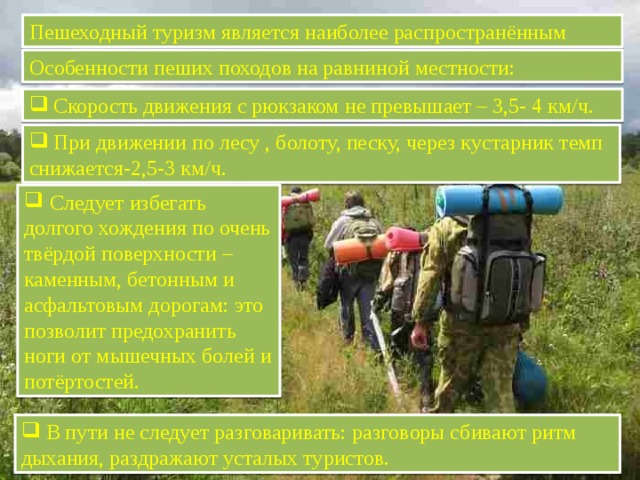 Пешеходный туризм является наиболее распространённым
Особенности пеших походов на равниной местности:
Скорость движения с рюкзаком не превышает – 3,5- 4 км/ч.
При движении по лесу , болоту, песку, через кустарник темп
снижается-2,5-3 км/ч.
Следует избегать
долгого хождения по очень
твёрдой поверхности –
каменным, бетонным и
асфальтовым дорогам: это
позволит предохранить
ноги от мышечных болей и
потёртостей.
В пути не следует разговаривать: разговоры сбивают ритм
дыхания, раздражают усталых туристов.